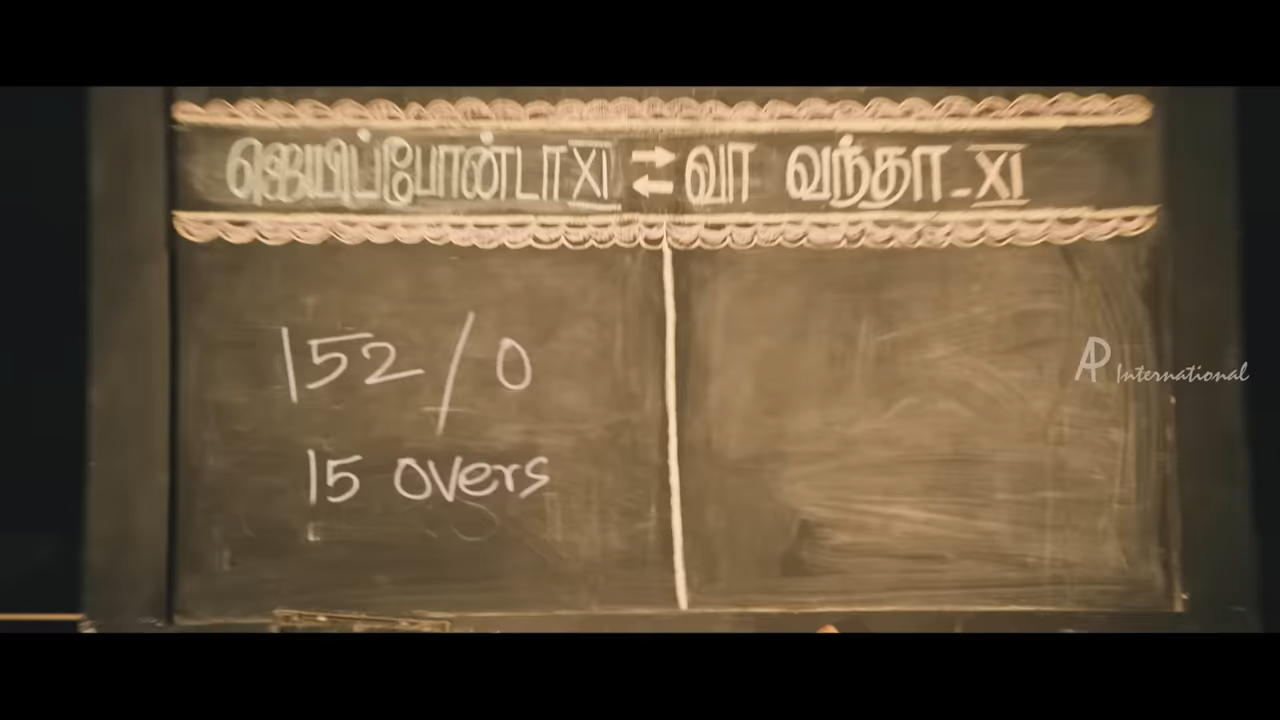 ஜெயிப்போண்டா XI ⇄ வா வந்தா - XI
152 / 0
15 overs
AP International